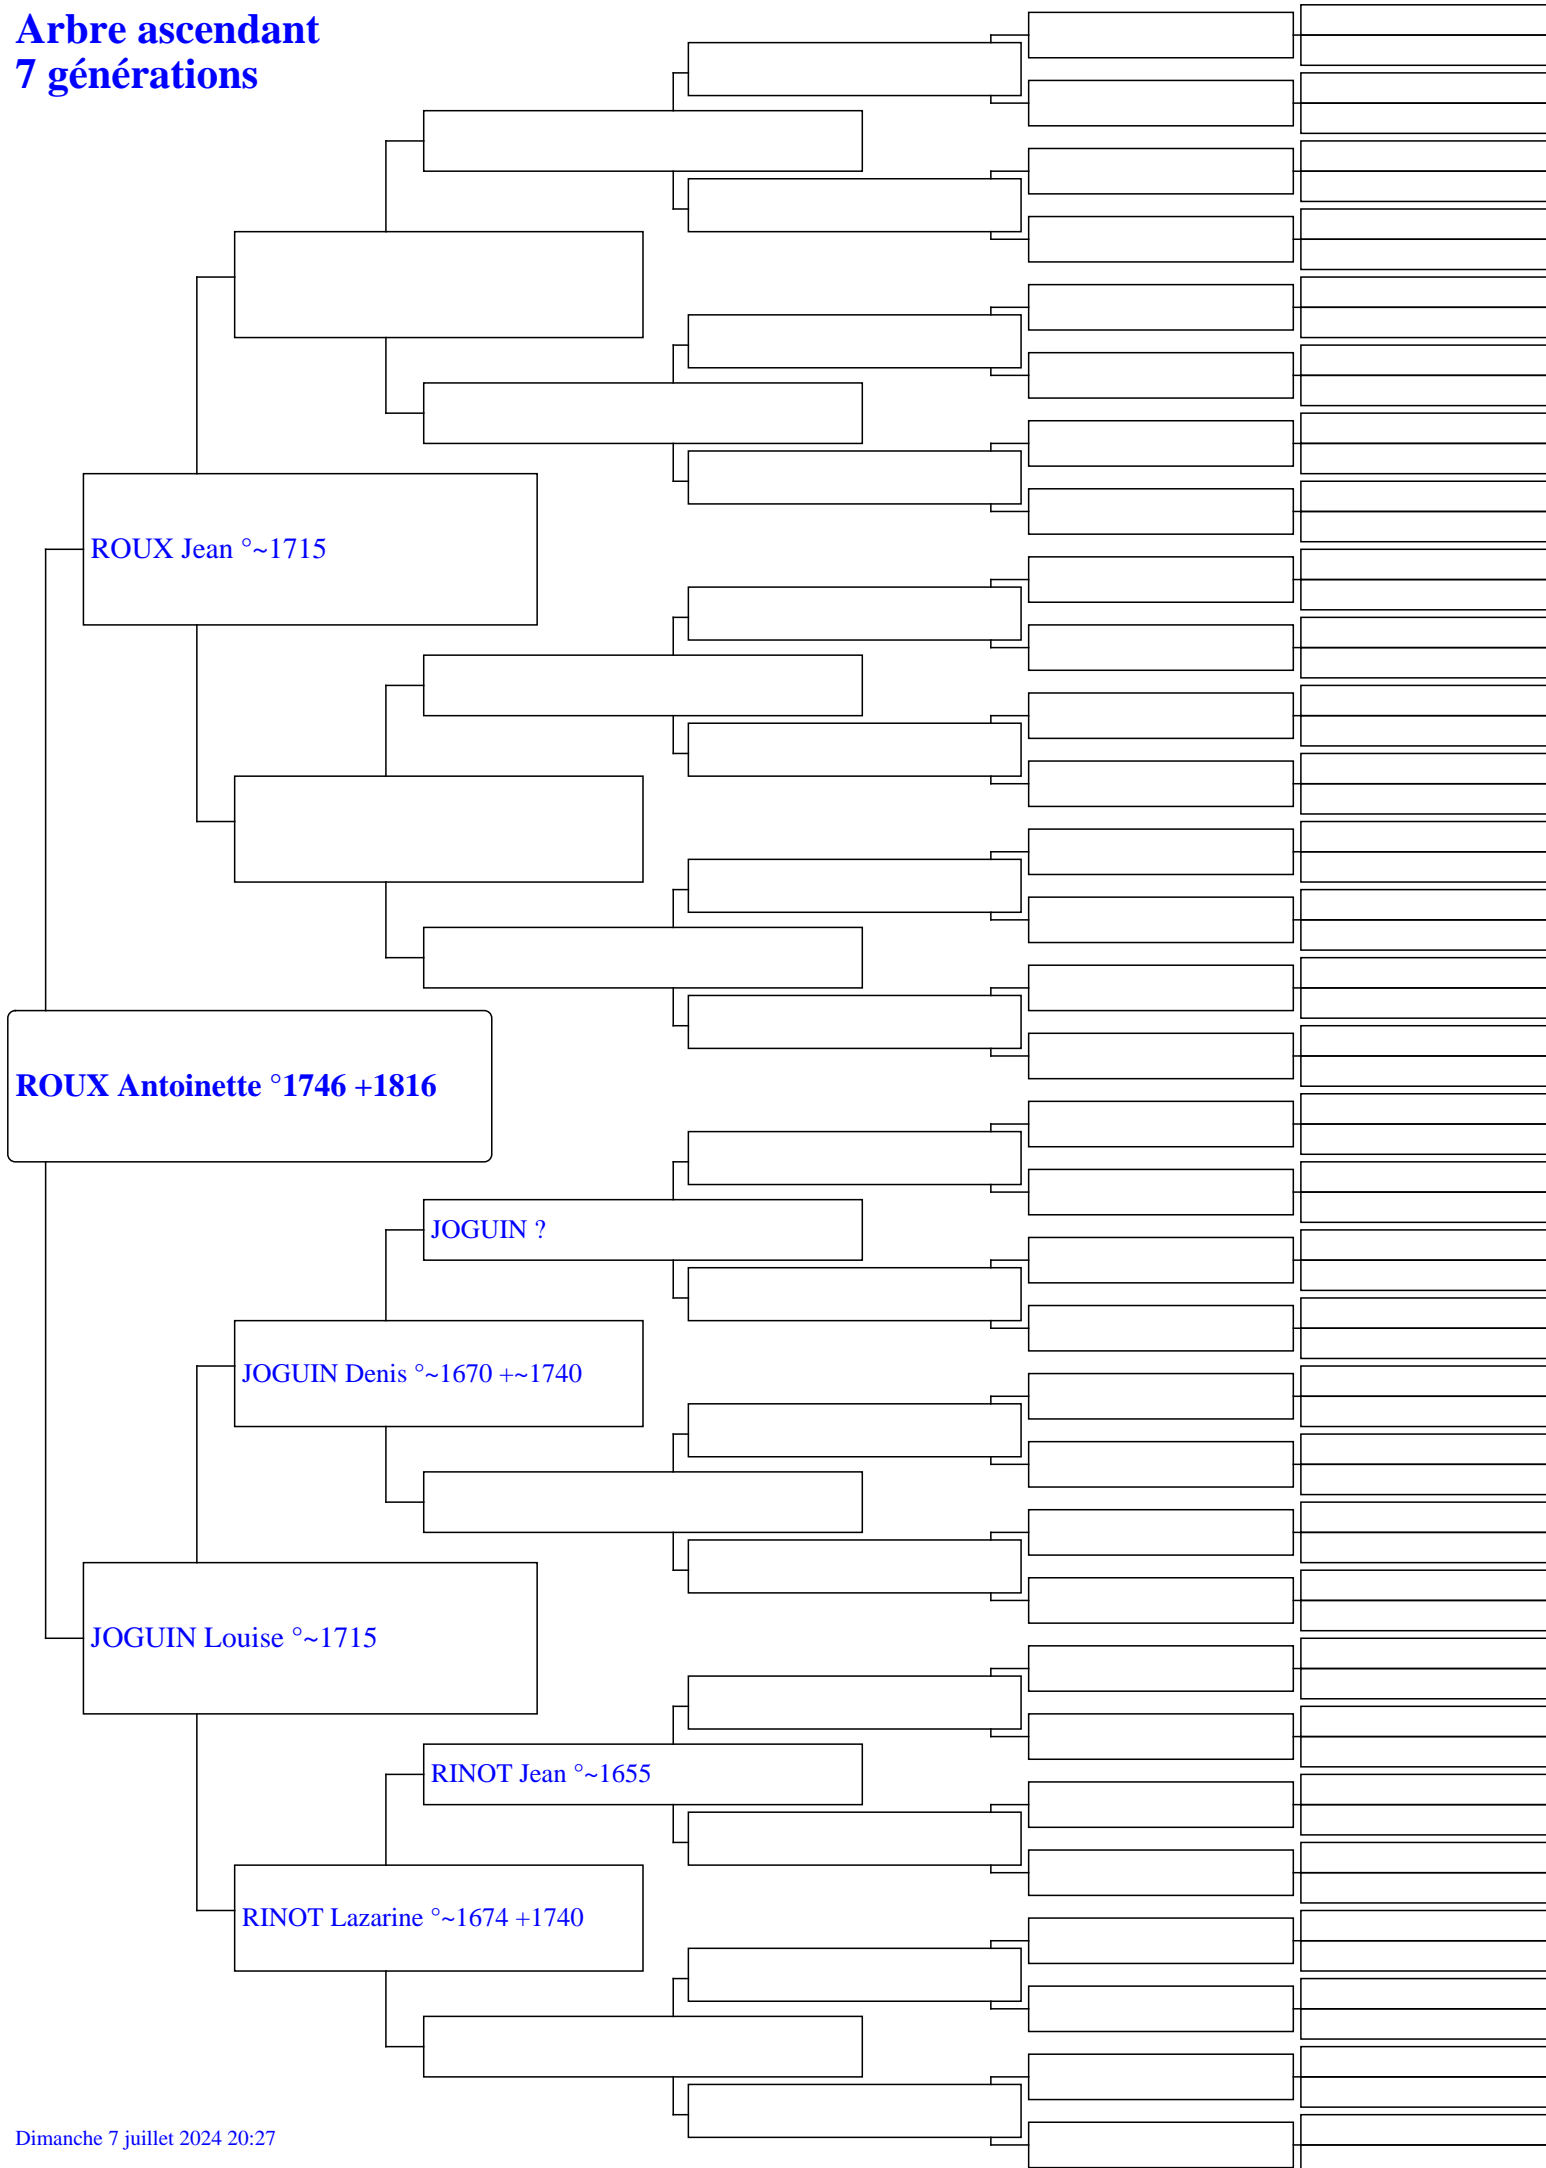 Arbre ascendant
7 générations
ROUX Jean °~1715
ROUX Antoinette °1746 +1816
JOGUIN ?
JOGUIN Denis °~1670 +~1740
JOGUIN Louise °~1715
RINOT Jean °~1655
RINOT Lazarine °~1674 +1740
Dimanche 7 juillet 2024 20:27